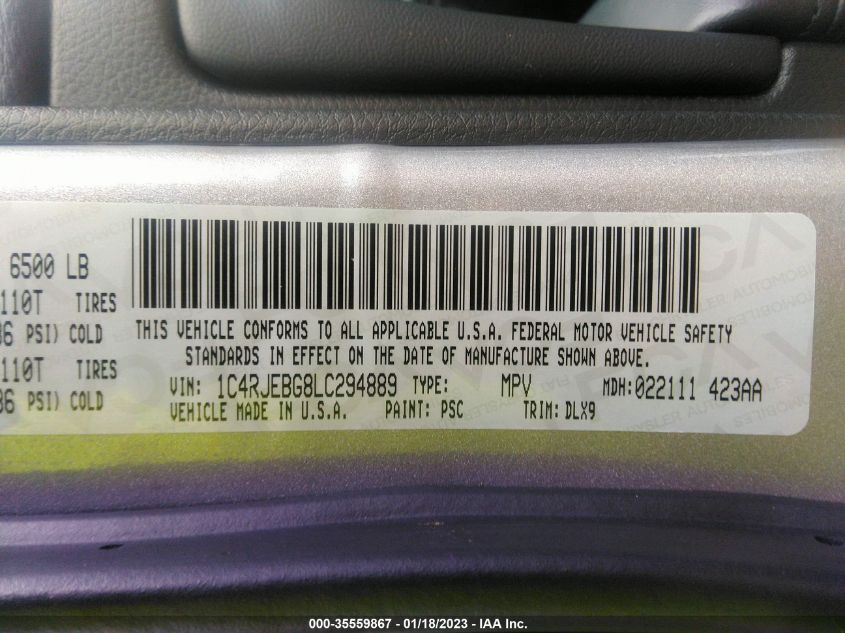 6500 LB
110T TIRES
36 PSI) COLD
110T TIRES
36 PSI) COLD
THIS VEHICLE CONFORMS TO ALL APPLICABLE U.S.A. FEDERAL MOTOR VEHICLE SAFETY
STANDARDS IN EFFECT ON THE DATE OF MANUFACTURE SHOWN ABOVE.
VIN: 1C4RJEBG8LC294889 TYPE: MPV MDH:022111 423AA
VEHICLE MADE IN U.S.A. PAINT: PSC TRIM: DLX9
000-35559867 - 01/18/2023 - IAA Inc.